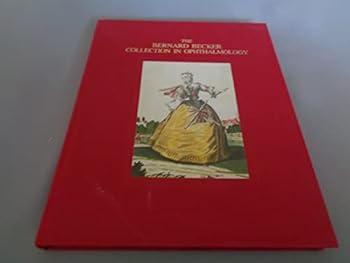 THE
BERNARD BECKER
COLLECTION IN OPHTHALMOLOGY